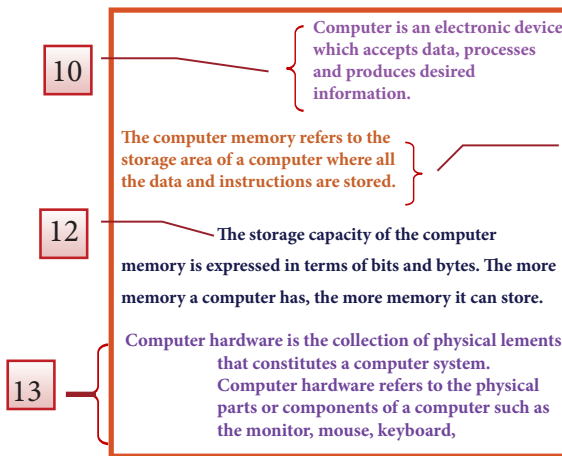 10
Computer is an electronic device
which accepts data, processes
and produces desired
information.
The computer memory refers to the
storage area of a computer where all
the data and instructions are stored.
12
The storage capacity of the computer
memory is expressed in terms of bits and bytes. The more
memory a computer has, the more memory it can store.
13
Computer hardware is the collection of physical lements
that constitutes a computer system.
Computer hardware refers to the physical
parts or components of a computer such as
the monitor, mouse, keyboard,